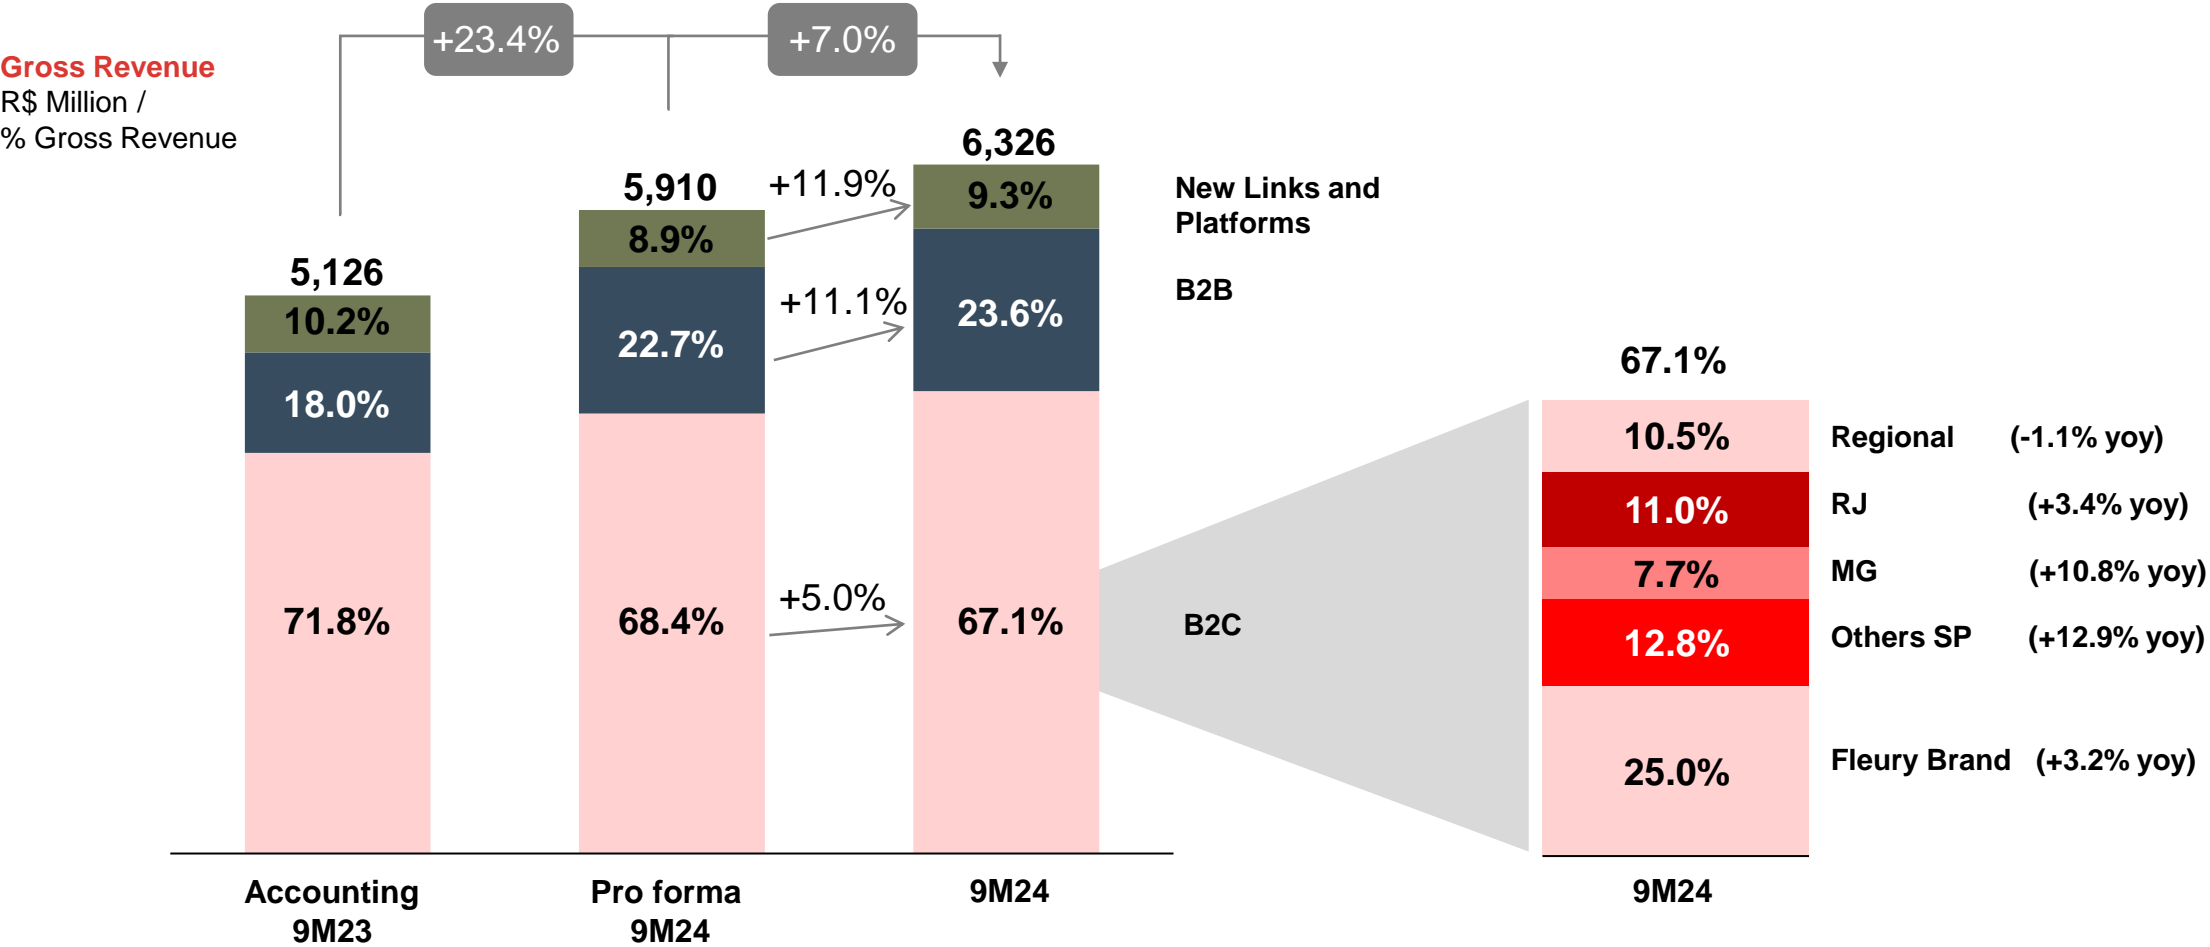 +23.4%
+7.0%
Gross Revenue
R$ Million /
% Gross Revenue
6,326
5,910
5,126
+11.9%
+11.1%
+5.0%
10.2%
18.0%
71.8%
8.9%
22.7%
68.4%
9.3%
23.6%
67.1%
New Links and
Platforms
B2B
B2C
67.1%
10.5%
Regional (-1.1% yoy)
11.0%
RJ (+3.4% yoy)
7.7%
MG (+10.8% yoy)
12.8%
Others SP (+12.9% yoy)
25.0%
Fleury Brand (+3.2% yoy)
Accounting
9M23
Pro forma
9M24
9M24
9M24